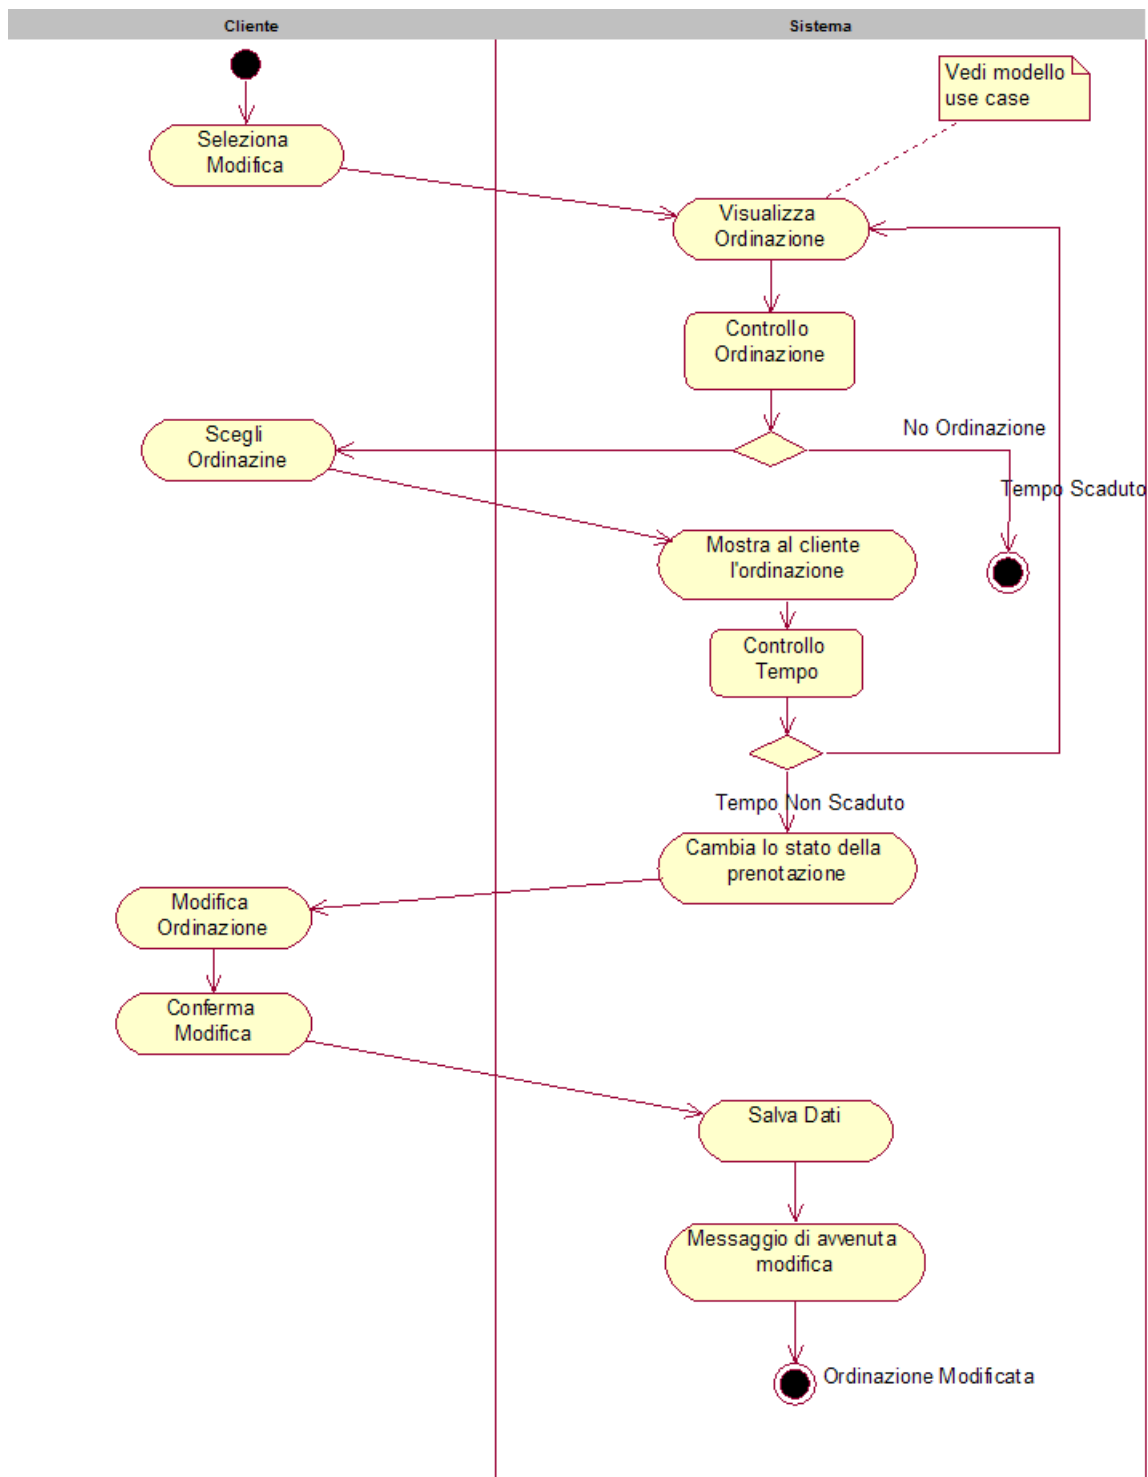 Cliente
Sistema
Vedi modello
use case
Seleziona
Modifica
Visualizza
Ordinazione
Controllo
Ordinazione
No Ordinazione
Scegli
Ordinazine
Tempo Scaduto
Mostra al cliente
l'ordinazione
Controllo
Tempo
Tempo Non Scaduto
Cambia lo stato della
prenotazione
Modifica
Ordinazione
Conferma
Modifica
Salva Dati
Messaggio di avvenuta
modifica
Ordinazione Modificata